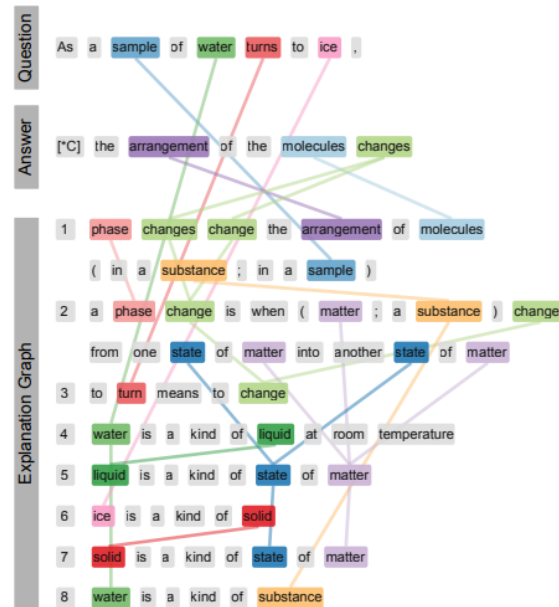 Question
As a sample of water turns to ice ,
Answer
[*C] the arrangement of the molecules changes
Explanation Graph
1 phase changes change the arrangement of molecules
( in a substance ; in a sample )
2 a phase change is when ( matter ; a substance ) change
from one state of matter into another state of matter
3 to turn means to change
4 water is a kind of liquid at room temperature
5 liquid is a kind of state of matter
6 ice is a kind of solid
7 solid is a kind of state of matter
8 water is a kind of substance